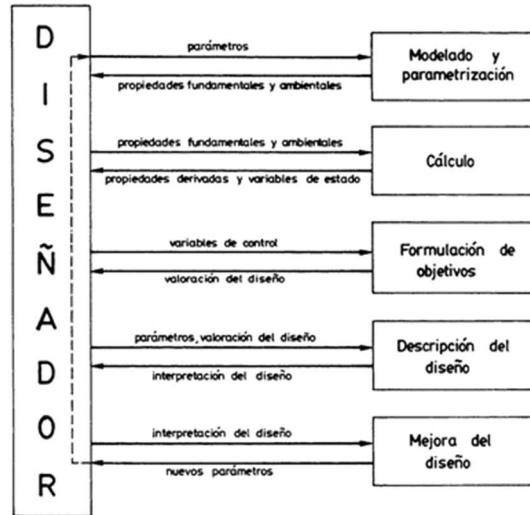 DISEÑADOR
parámetros
propiedades fundamentales y ambientales
Modelado y
parametrización
propiedades fundamentales y ambientales
propiedades derivadas y variables de estado
Cálculo
variables de control
valoración del diseño
Formulación de
objetivos
parámetros, valoración del diseño
interpretación del diseño
Descripción del
diseño
interpretación del diseño
nuevos parámetros
Mejora del
diseño